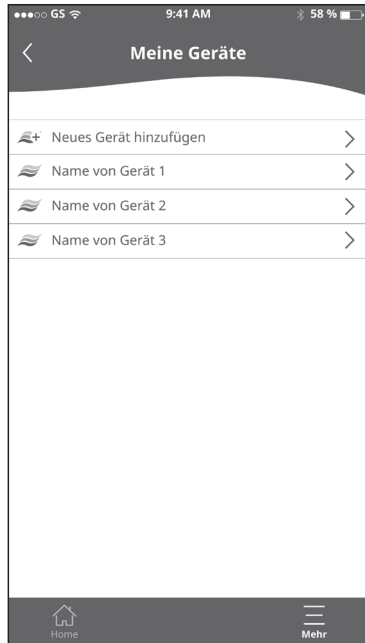 GS 9:41 AM 58 %
Meine Geräte
Neues Gerät hinzufügen
Name von Gerät 1
Name von Gerät 2
Name von Gerät 3
Home Mehr